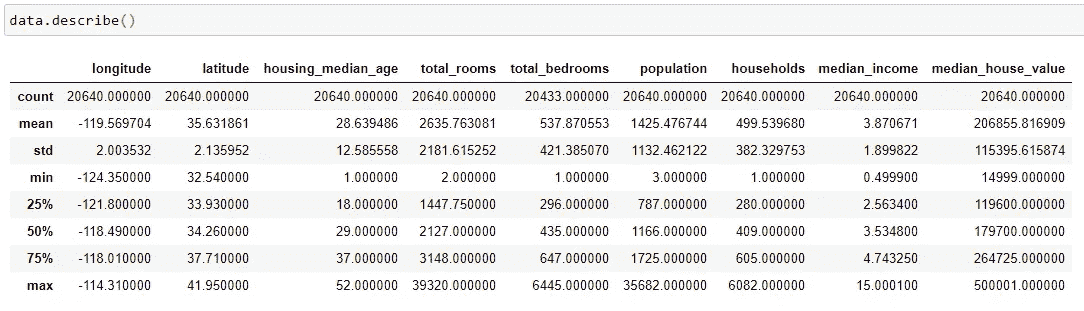 data.describe()
longitude latitude housing_median_age total_rooms total_bedrooms population households median_income median_house_value
count 20640.000000 20640.000000 20640.000000 20640.000000 20433.000000 20640.000000 20640.000000 20640.000000 20640.000000
mean -119.569704 35.631861 28.639486 2635.763081 537.870553 1425.476744 499.539680 3.870671 206855.816909
std 2.003532 2.135952 12.585558 2181.615252 421.385070 1132.462122 382.329753 1.899822 115395.615874
min -124.350000 32.540000 1.000000 2.000000 1.000000 3.000000 1.000000 0.499900 14999.000000
25% -121.800000 33.930000 18.000000 1447.750000 296.000000 787.000000 280.000000 2.563400 119600.000000
50% -118.490000 34.260000 29.000000 2127.000000 435.000000 1166.000000 409.000000 3.534800 179700.000000
75% -118.010000 37.710000 37.000000 3148.000000 647.000000 1725.000000 605.000000 4.743250 264725.000000
max -114.310000 41.950000 52.000000 39320.000000 6445.000000 35682.000000 6082.000000 15.000100 500001.000000